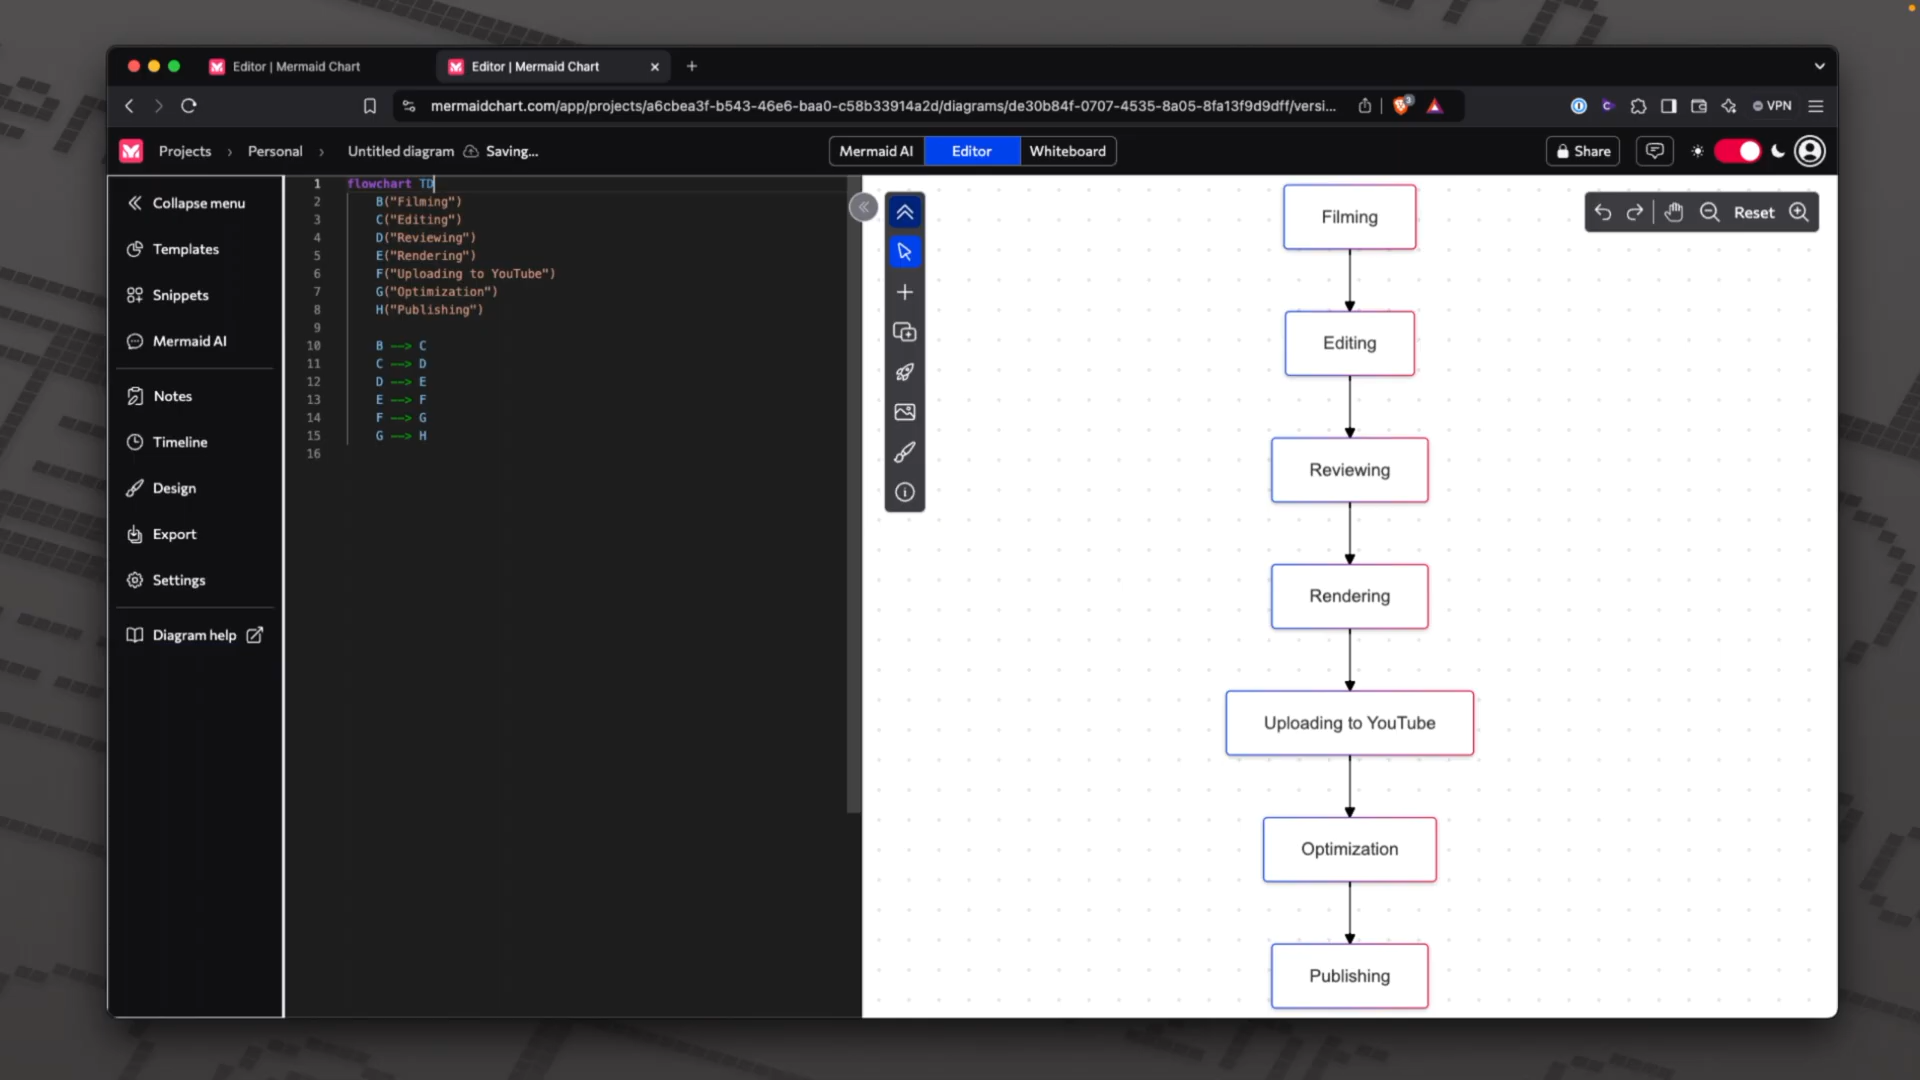 Editor | Mermaid Chart
Editor | Mermaid Chart
mermaidchart.com/app/projects/a6cbea3f-b543-46e6-baa0-c58b33914a2d/diagrams/de30b84f-0707-4535-8a05-8fa13f9d9dff/versi...
3
VPN
Projects > Personal > Untitled diagram Saving...
Mermaid AI Editor Whiteboard
Share
Collapse menu
Templates
Snippets
Mermaid AI
Notes
Timeline
Design
Export
Settings
Diagram help
1 flowchart TD
2 B("Filming")
3 C("Editing")
4 D("Reviewing")
5 E("Rendering")
6 F("Uploading to YouTube")
7 G("Optimization")
8 H("Publishing")
9
10 B --> C
11 C --> D
12 D --> E
13 E --> F
14 F --> G
15 G --> H
16
Reset
Filming
Editing
Reviewing
Rendering
Uploading to YouTube
Optimization
Publishing